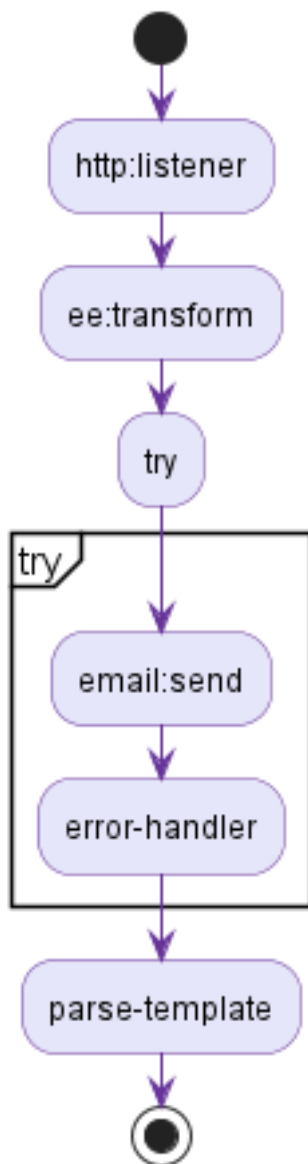 http:listener
ee:transform
try
try
email:send
error-handler
parse-template